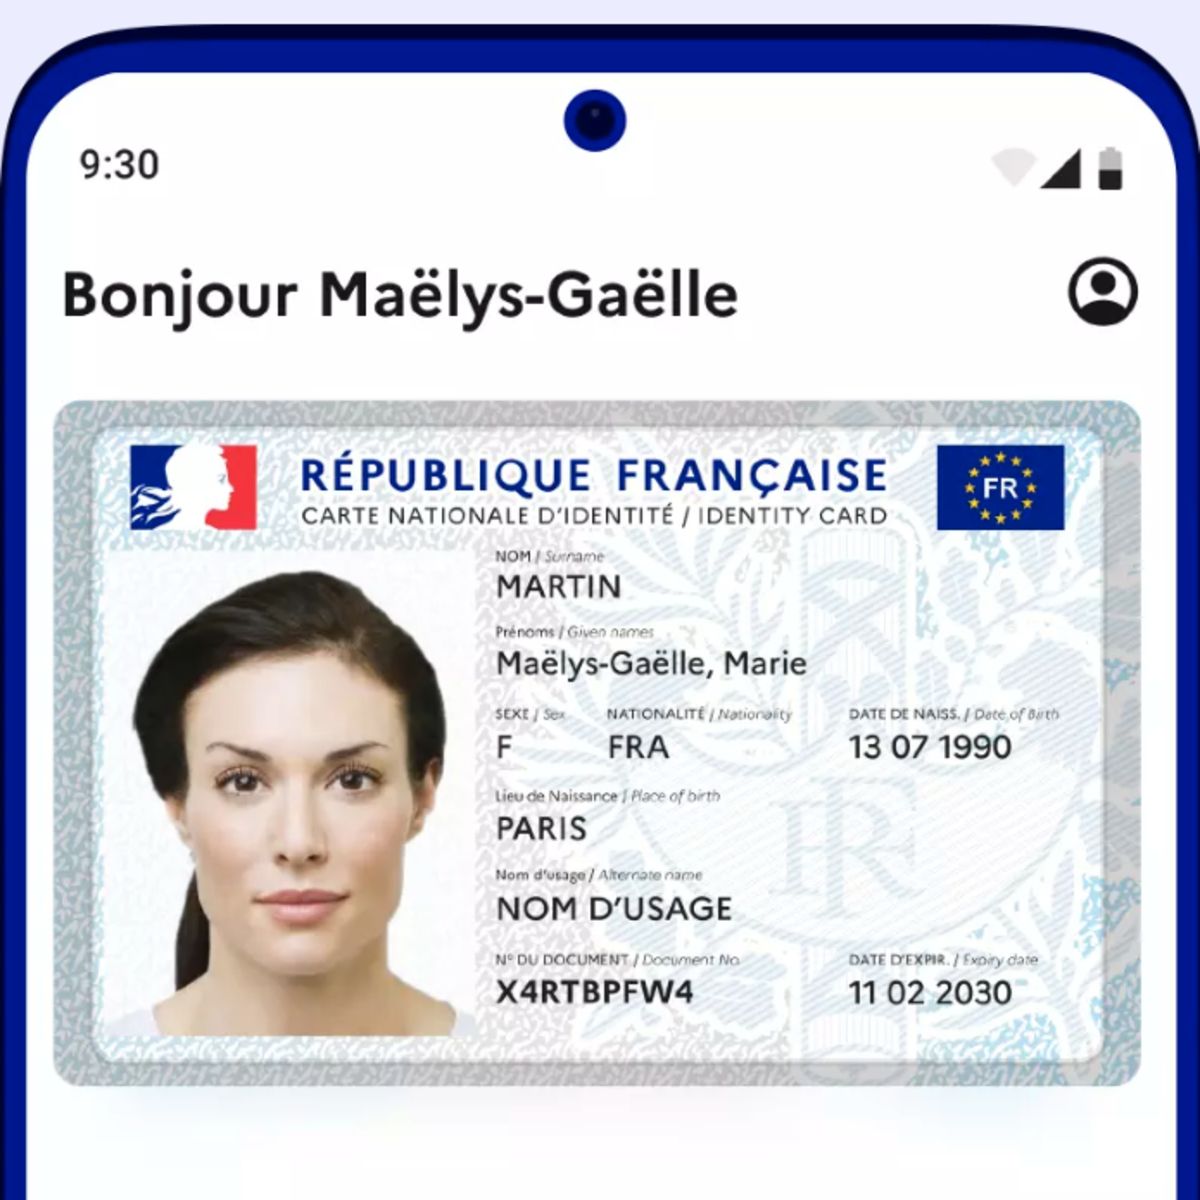 9:30
Bonjour Maëlys-Gaëlle
RÉPUBLIQUE FRANÇAISE
CARTE NATIONALE D'IDENTITÉ / IDENTITY CARD
FR
NOM / Surname
MARTIN
Prénoms / Given names
Maëlys-Gaëlle, Marie
SEXE / Sex NATIONALITÉ / Nationality DATE DE NAISS. / Date of Birth
F FRA 13 07 1990
Lieu de Naissance / Place of birth
PARIS
Nom d'usage / Alternate name
NOM D'USAGE
N° DU DOCUMENT / Document No DATE D'EXPIR. / Expiry date
X4RTBPFW4 11 02 2030
RF